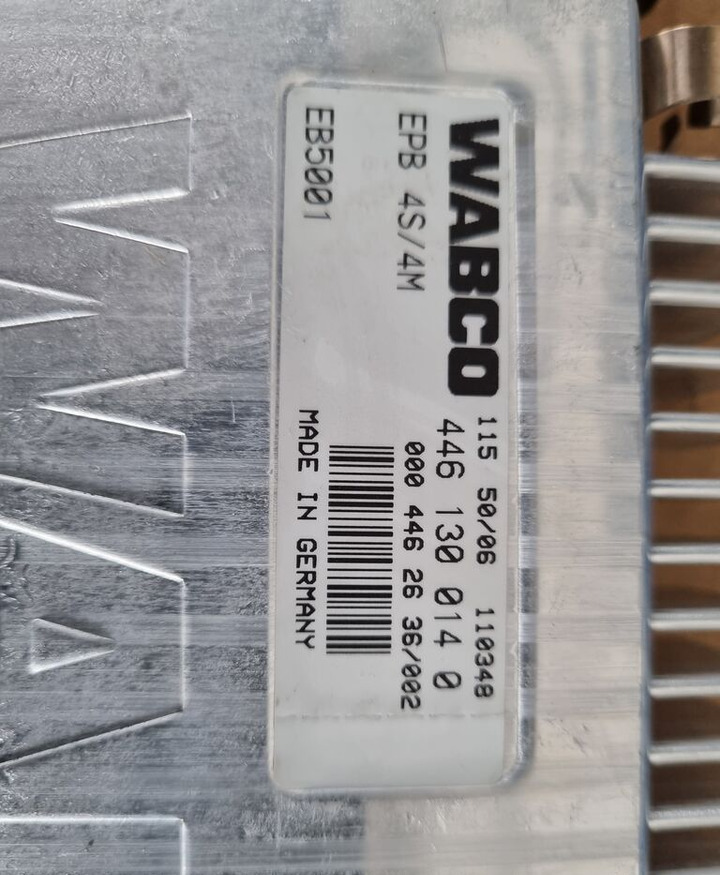 WABCO
115 50/06 110348
446 130 014 0
EPB 4S/4M
000 446 26 36/002
EB5001
MADE IN GERMANY